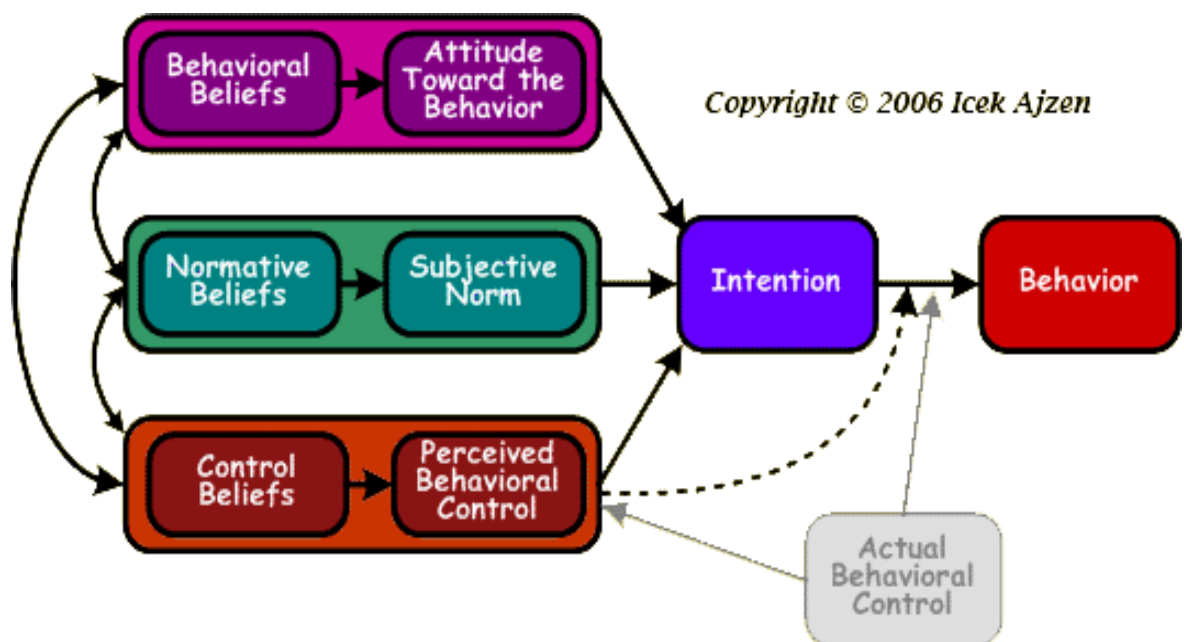 Behavioral
Beliefs
Attitude
Toward the
Behavior
Copyright © 2006 Icek Ajzen
Normative
Beliefs
Subjective
Norm
Intention
Behavior
Control
Beliefs
Perceived
Behavioral
Control
Actual
Behavioral
Control